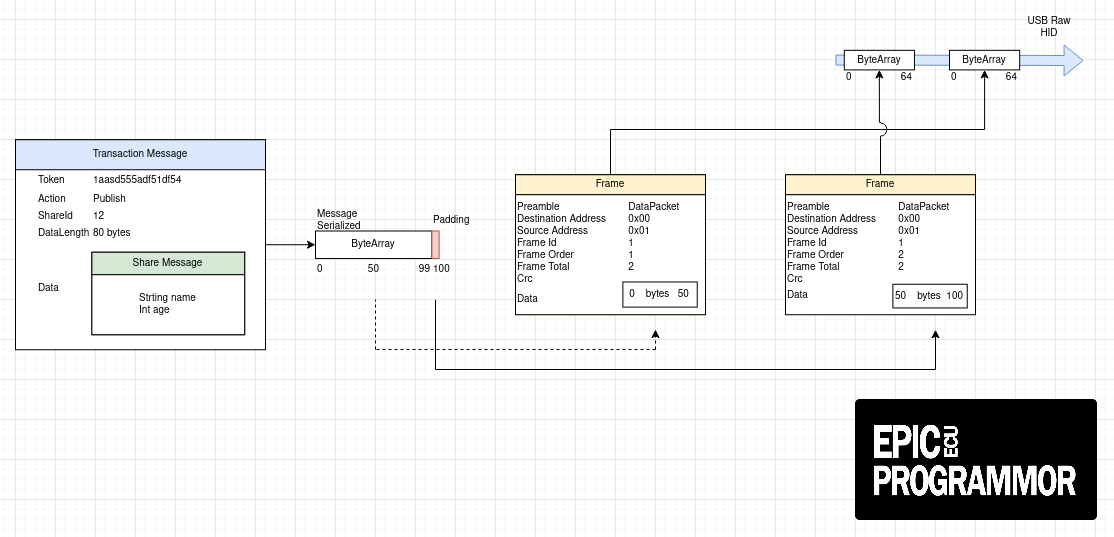 USB Raw
HID
ByteArray
ByteArray
0 64
0 64
Transaction Message
Token 1aasd555adf51df54
Action Publish
ShareId 12
DataLength 80 bytes
Share Message
Data
Strting name
Int age
Message
Serialized
Padding
ByteArray
0 50 99 100
Frame
Preamble DataPacket
Destination Address 0x00
Source Address 0x01
Frame Id 1
Frame Order 1
Frame Total 2
Crc
Data 0 bytes 50
Frame
Preamble DataPacket
Destination Address 0x00
Source Address 0x01
Frame Id 1
Frame Order 2
Frame Total 2
Crc
Data 50 bytes 100
EPIC ECU
PROGRAMMOR